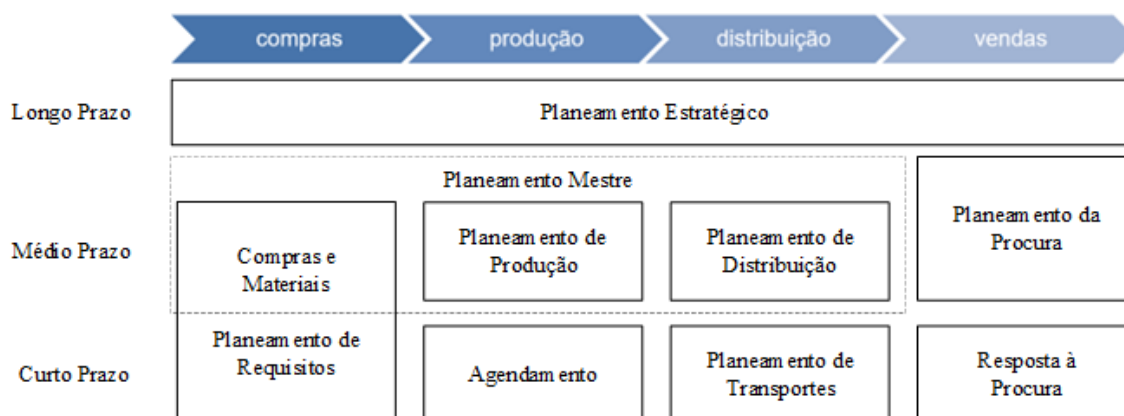 compras
produção
distribuição
vendas
Longo Prazo
Planeamento Estratégico
Planeamento Mestre
Médio Prazo
Compras e
Materiais
Planeamento de
Produção
Planeamento de
Distribuição
Planeamento da
Procura
Curto Prazo
Planeamento de
Requisitos
Agendamento
Planeamento de
Transportes
Resposta à
Procura